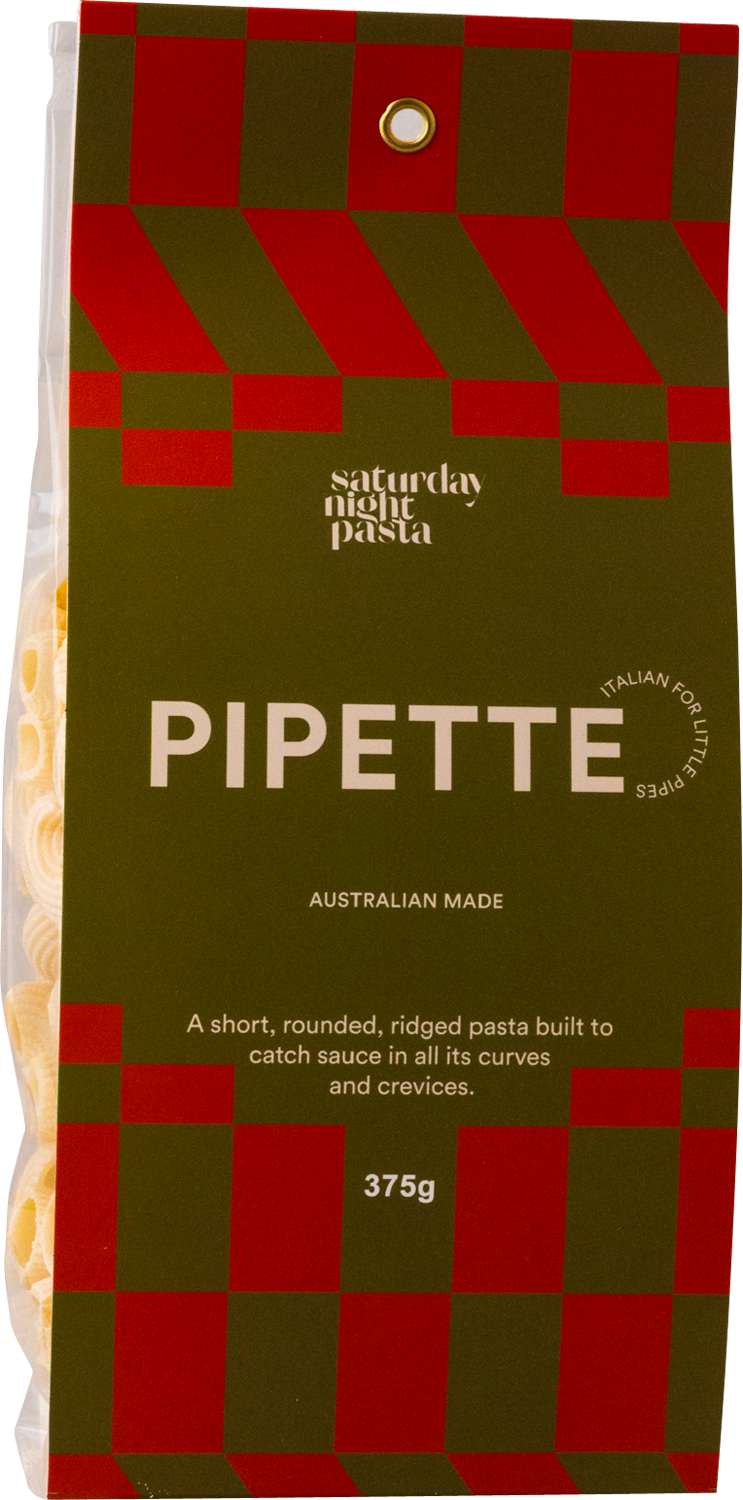 saturday
night
pasta
PIPETTE
ITALIAN FOR LITTLE PIPES
AUSTRALIAN MADE
A short, rounded, ridged pasta built to
catch sauce in all its curves
and crevices.
375g